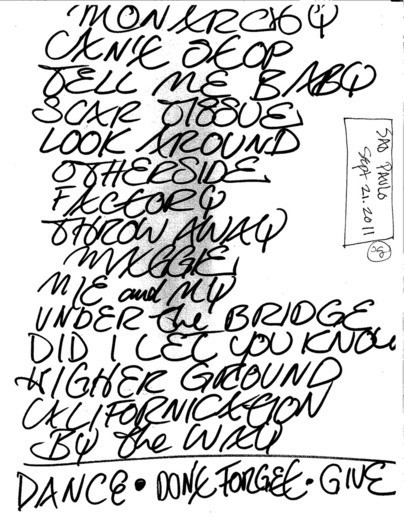 MONARCHY
CAN'T STOP
TELL ME BABY
SCAR TISSUE
LOOK AROUND
OTHERSIDE
FACTORY
THROW AWAY
MAGGIE
ME and MY
UNDER the BRIDGE
DID I LET YOU KNOW
HIGHER GROUND
CALIFORNICATION
BY the WAY
DANCE • DON'T FORGET • GIVE
SAO PAULO
SEPT 21. 2011